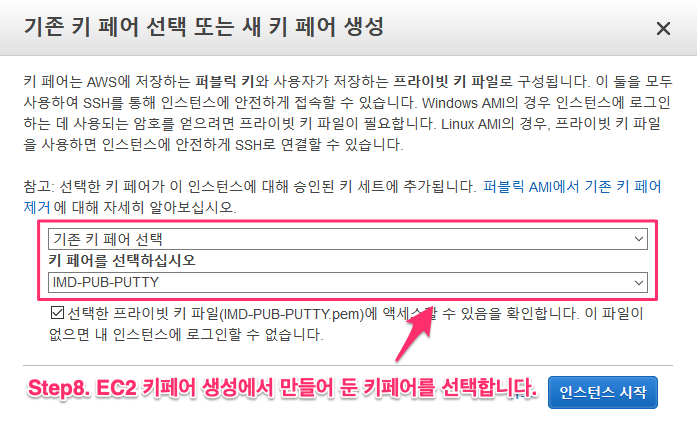 기존 키 페어 선택 또는 새 키 페어 생성
키 페어는 AWS에 저장하는 퍼블릭 키와 사용자가 저장하는 프라이빗 키 파일로 구성됩니다. 이 둘을 모두
사용하여 SSH를 통해 인스턴스에 안전하게 접속할 수 있습니다. Windows AMI의 경우 인스턴스에 로그인
하는 데 사용되는 암호를 얻으려면 프라이빗 키 파일이 필요합니다. Linux AMI의 경우, 프라이빗 키 파일
을 사용하면 인스턴스에 안전하게 SSH로 연결할 수 있습니다.
참고: 선택한 키 페어가 이 인스턴스에 대해 승인된 키 세트에 추가됩니다. 퍼블릭 AMI에서 기존 키 페어
제거 에 대해 자세히 알아보십시오.
기존 키 페어 선택
키 페어를 선택하십시오
IMD-PUB-PUTTY
선택한 프라이빗 키 파일(IMD-PUB-PUTTY.pem)에 액세스할 수 있음을 확인합니다. 이 파일이
없으면 내 인스턴스에 로그인할 수 없습니다.
Step8. EC2 키페어 생성에서 만들어 둔 키페어를 선택합니다.
인스턴스 시작